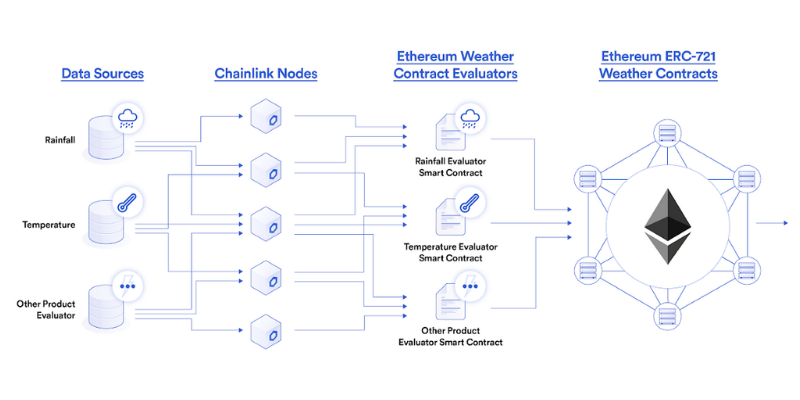 Data Sources
Chainlink Nodes
Ethereum Weather
Contract Evaluators
Ethereum ERC-721
Weather Contracts
Rainfall
Temperature
Other Product
Evaluator
Rainfall Evaluator
Smart Contract
Temperature Evaluator
Smart Contract
Other Product
Evaluator Smart Contract